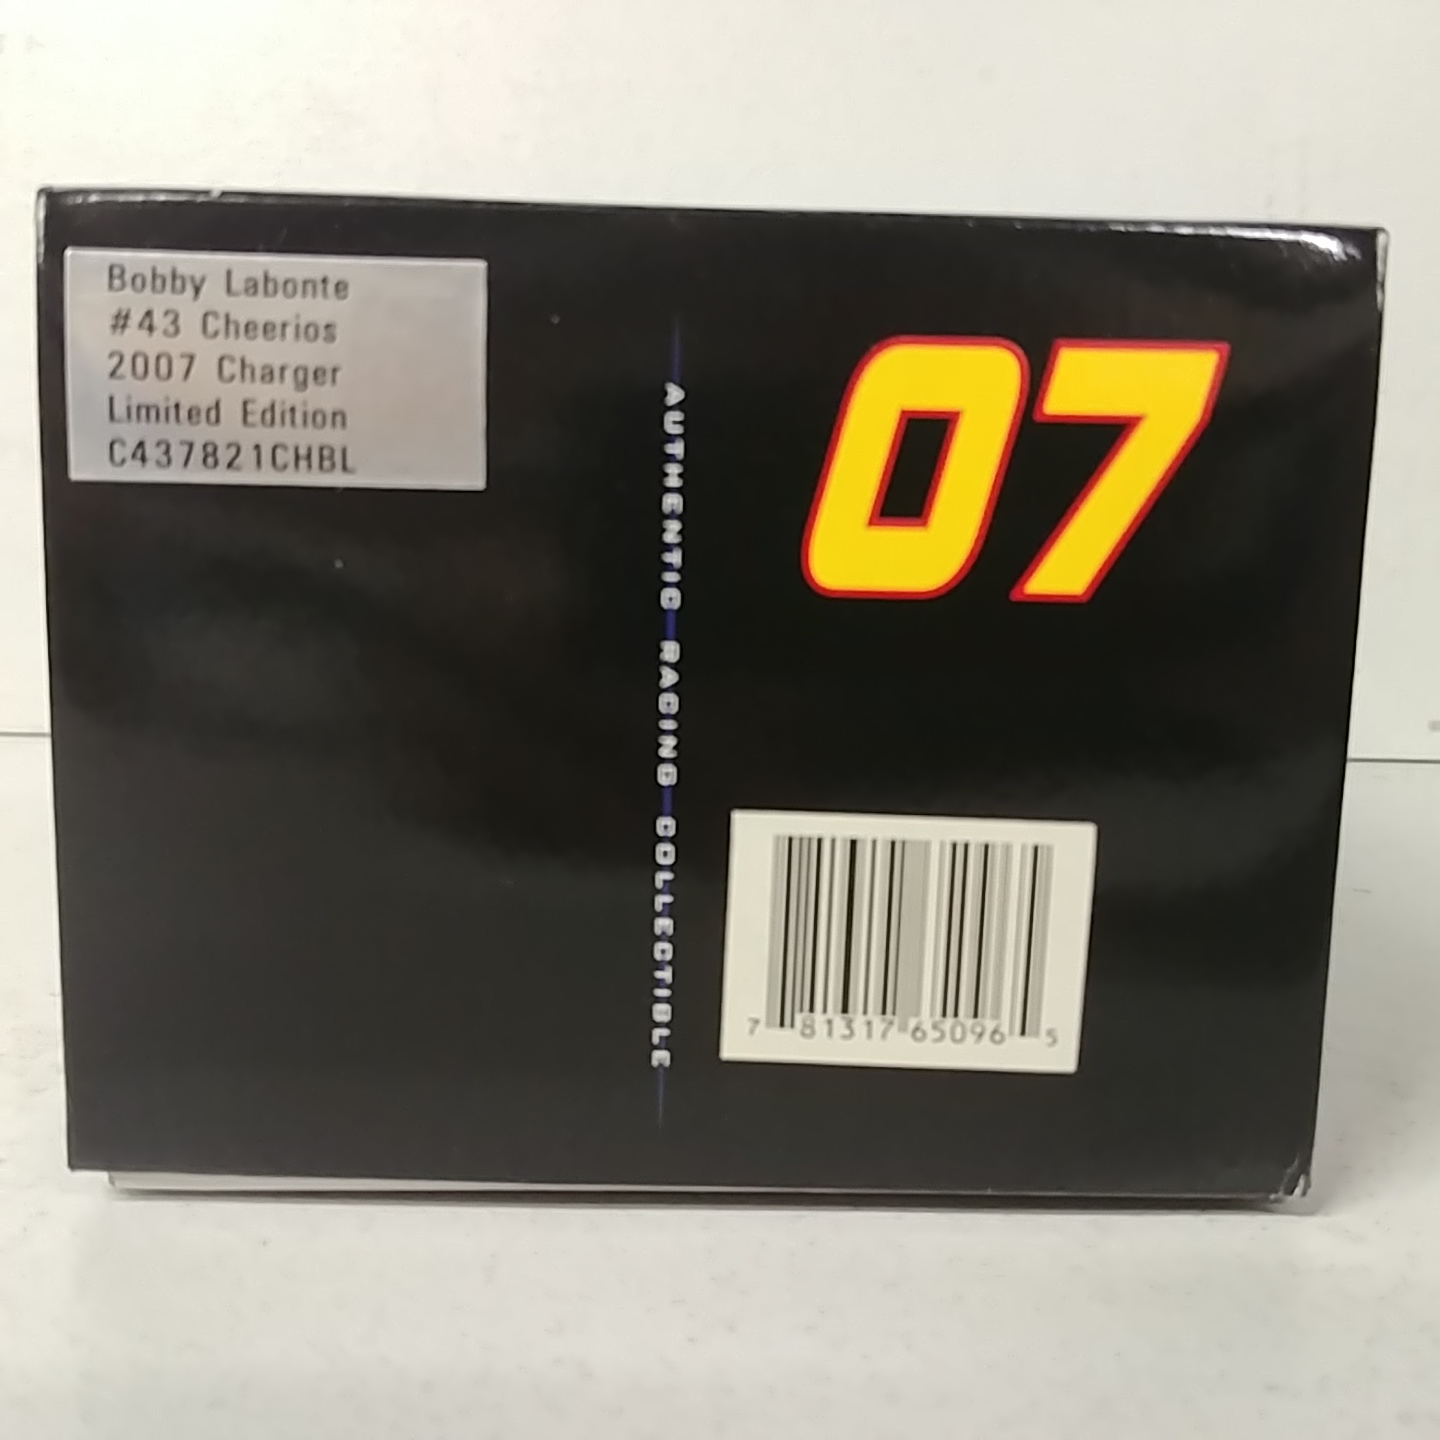 Bobby Labonte
#43 Cheerios
2007 Charger
Limited Edition
C437821CHBL
AUTHENTIC RACING COLLECTIBLE
07
7 81317 65096 5